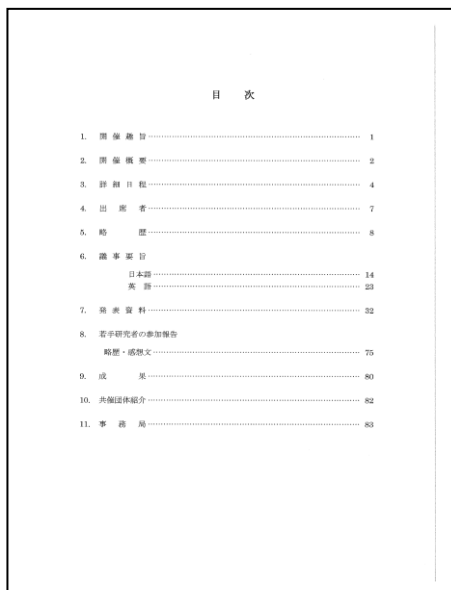 目 次
1. 開 催 趣 旨 1
2. 開 催 概 要 2
3. 詳 細 日 程 4
4. 出 席 者 7
5. 略 歴 8
6. 議 事 要 旨
日本語 14
英 語 23
7. 発 表 資 料 32
8. 若手研究者の参加報告
略歴・感想文 75
9. 成 果 80
10. 共催団体紹介 82
11. 事 務 局 83